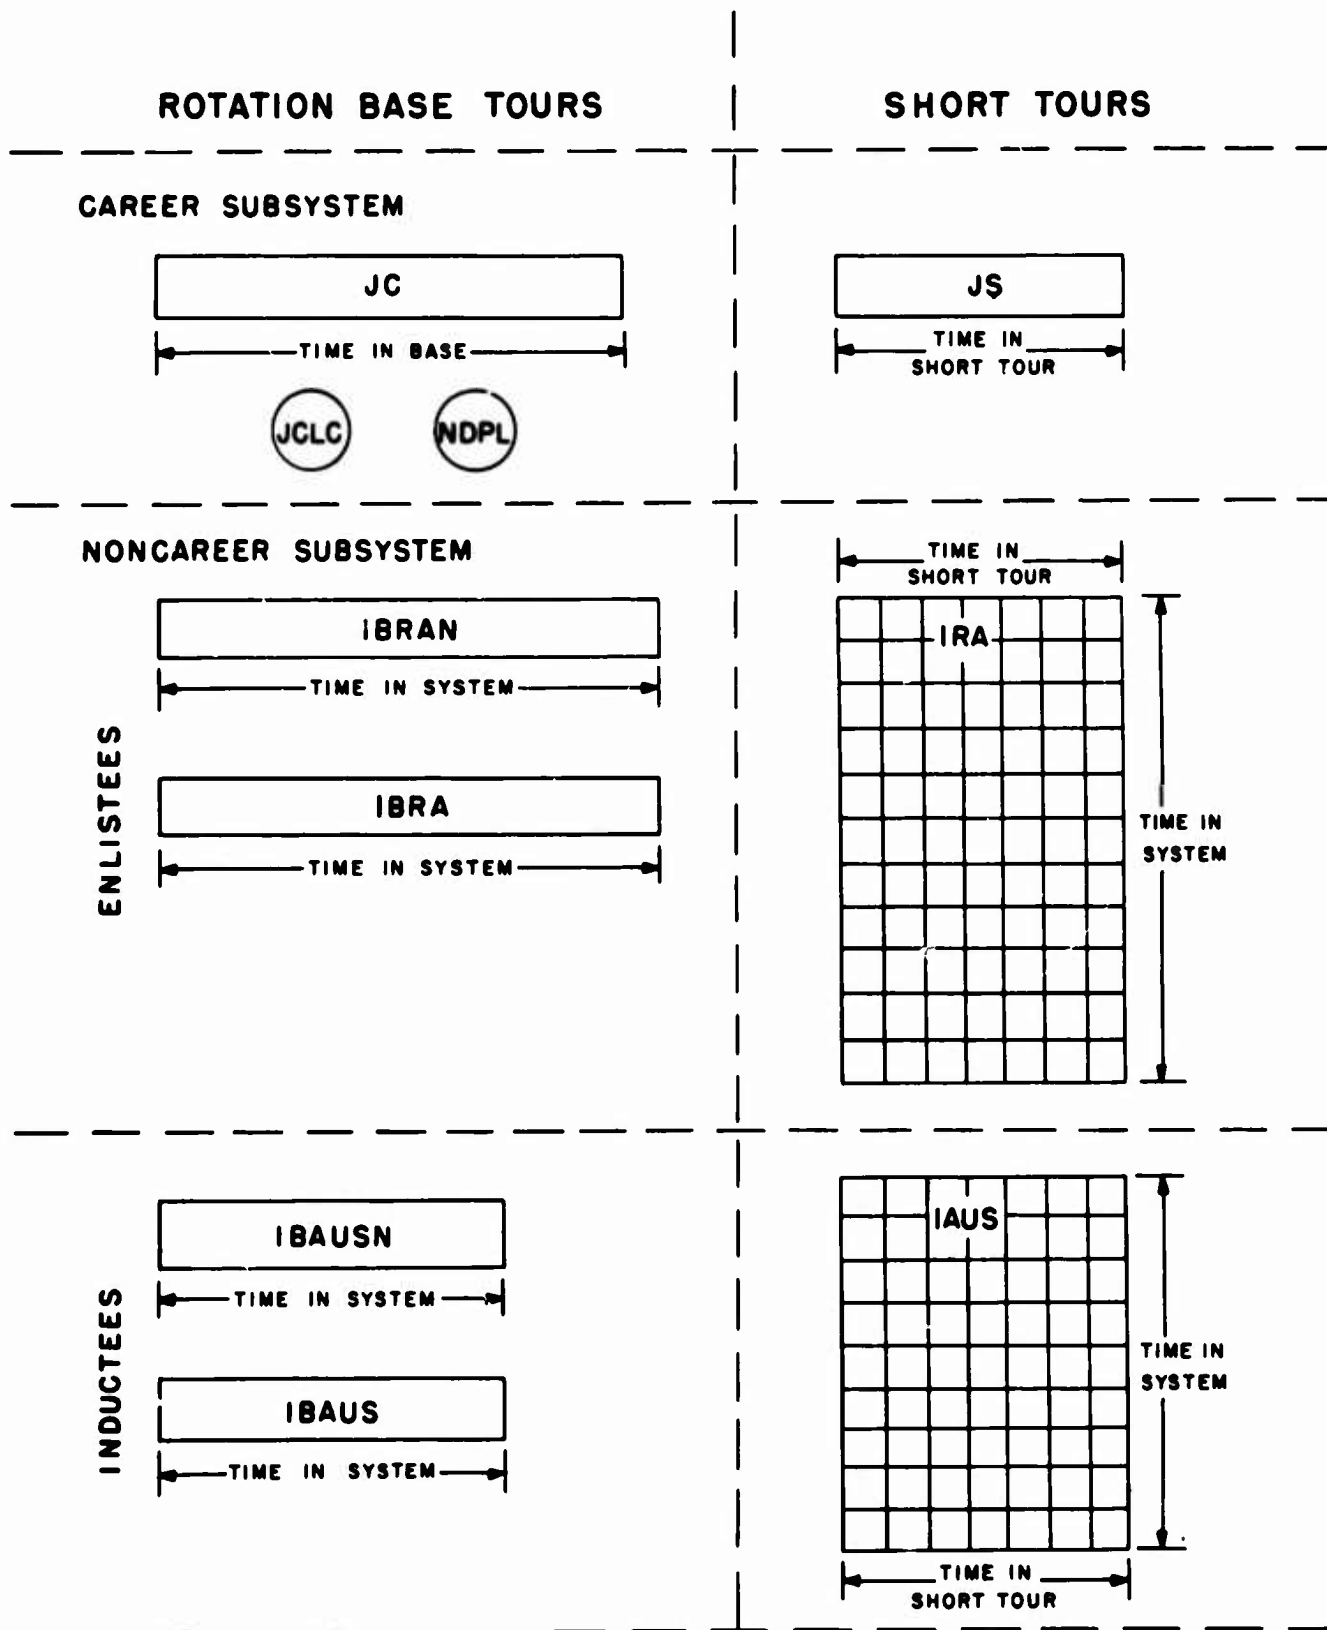 ROTATION BASE TOURS
SHORT TOURS
CAREER SUBSYSTEM
JC
TIME IN BASE
JCLC
NDPL
JS
TIME IN
SHORT TOUR
NONCAREER SUBSYSTEM
ENLISTEES
IBRAN
TIME IN SYSTEM
IBRA
TIME IN SYSTEM
TIME IN
SHORT TOUR
IRA
TIME IN
SYSTEM
INDUCTEES
IBAUSN
TIME IN SYSTEM
IBAUS
TIME IN SYSTEM
IAUS
TIME IN
SYSTEM
TIME IN
SHORT TOUR